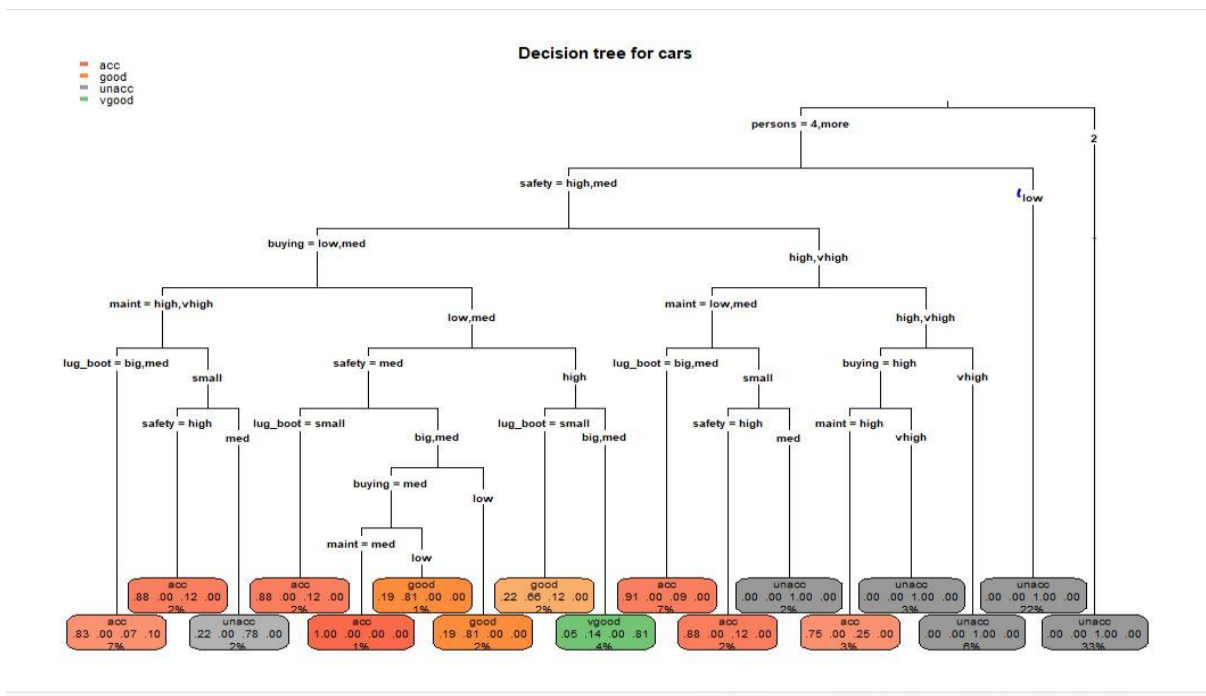 Decision tree for cars
acc
good
unacc
vgood
persons = 4,more
2
safety = high,med
low
buying = low,med
high,vhigh
maint = high,vhigh
low,med
maint = low,med
high,vhigh
lug_boot = big,med
small
safety = med
high
lug_boot = big,med
small
buying = high
vhigh
safety = high
med
lug_boot = small
big,med
lug_boot = small
big,med
safety = high
med
maint = high
vhigh
buying = med
low
maint = med
low
acc
.88 .00 .12 .00
2%
acc
.88 .00 .12 .00
2%
good
.19 .81 .00 .00
1%
good
.22 .66 .12 .00
2%
acc
.91 .00 .09 .00
7%
unacc
.00 .00 1.00 .00
2%
unacc
.00 .00 1.00 .00
3%
unacc
.00 .00 1.00 .00
22%
acc
.83 .00 .07 .10
7%
unacc
.22 .00 .78 .00
2%
acc
1.00 .00 .00 .00
1%
good
.19 .81 .00 .00
2%
vgood
.05 .14 .00 .81
4%
acc
.88 .00 .12 .00
2%
acc
.75 .00 .25 .00
3%
unacc
.00 .00 1.00 .00
6%
unacc
.00 .00 1.00 .00
33%